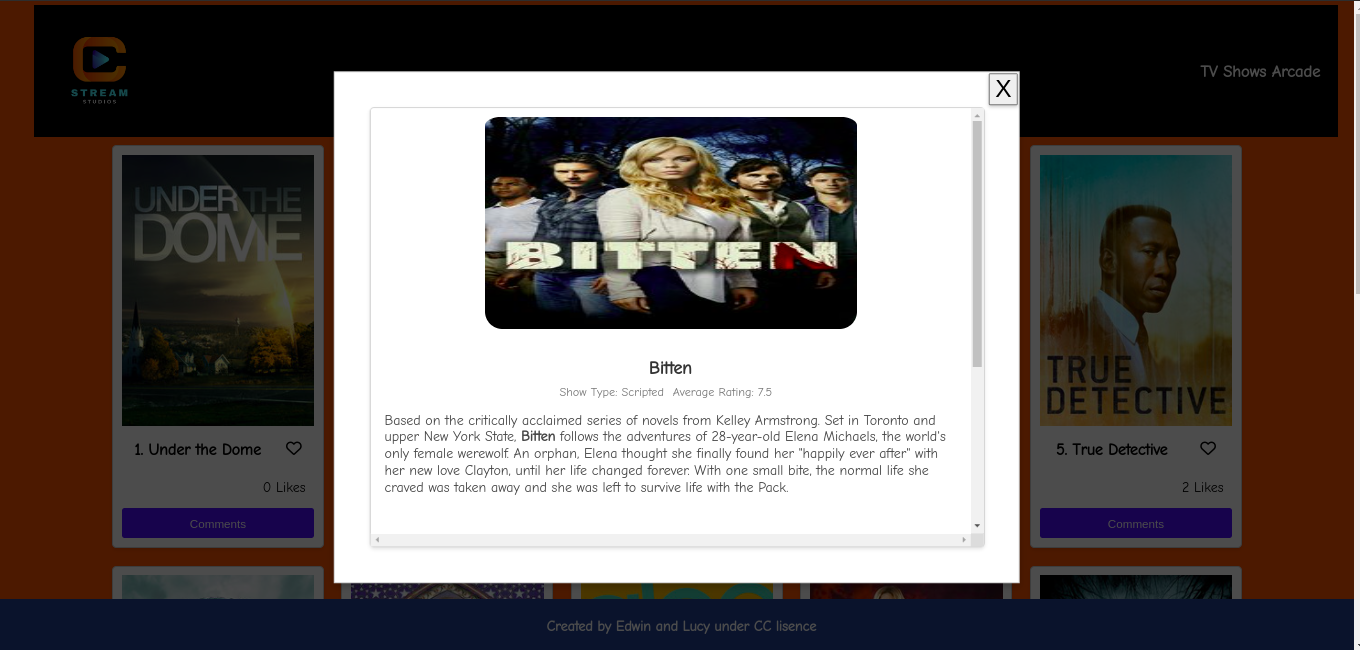 STREAM
STUDIOS
TV Shows Arcade
X
UNDER THE
DOME
BITTEN
TRUE
DETECTIVE
Bitten
Show Type: Scripted Average Rating: 7.5
Based on the critically acclaimed series of novels from Kelley Armstrong. Set in Toronto and
upper New York State, Bitten follows the adventures of 28-year-old Elena Michaels, the world's
only female werewolf. An orphan, Elena thought she finally found her "happily ever after" with
her new love Clayton, until her life changed forever. With one small bite, the normal life she
craved was taken away and she was left to survive life with the Pack.
1. Under the Dome
5. True Detective
0 Likes
2 Likes
Comments
Comments
Created by Edwin and Lucy under CC lisence